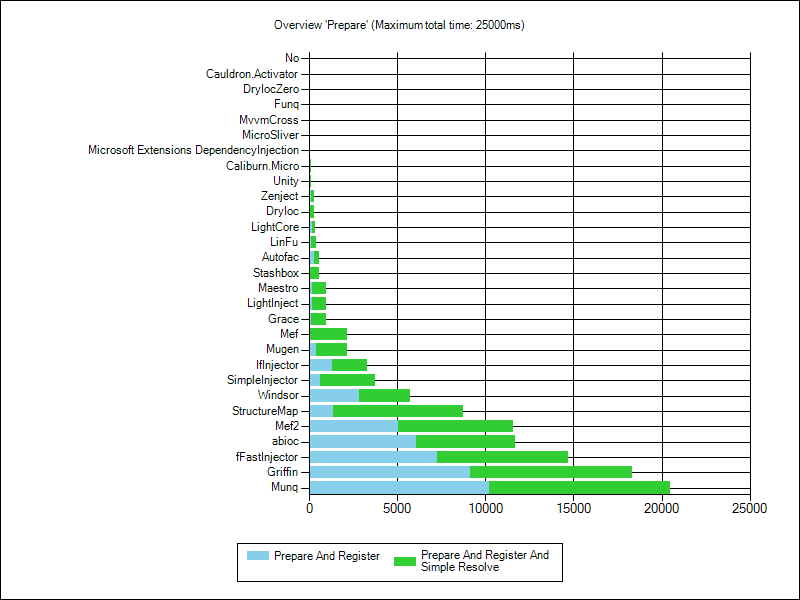 Overview 'Prepare' (Maximum total time: 25000ms)
No
Cauldron.Activator
DryIocZero
Funq
MvvmCross
MicroSliver
Microsoft Extensions DependencyInjection
Caliburn.Micro
Unity
Zenject
DryIoc
LightCore
LinFu
Autofac
Stashbox
Maestro
LightInject
Grace
Mef
Mugen
IfInjector
SimpleInjector
Windsor
StructureMap
Mef2
abioc
fFastInjector
Griffin
Munq
0 5000 10000 15000 20000 25000
Prepare And Register
Prepare And Register And
Simple Resolve